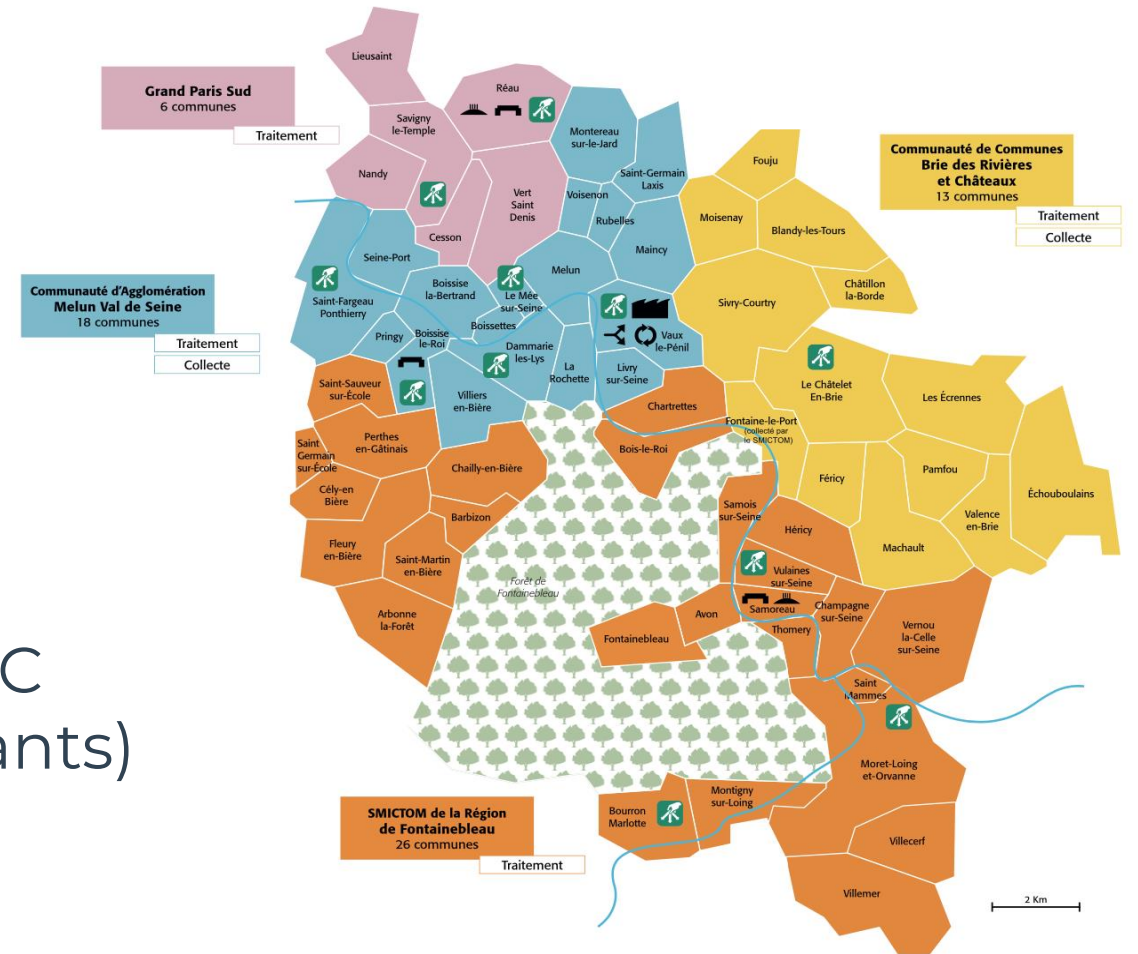 Lieusaint
Grand Paris Sud
6 communes
Traitement
Réau
Savigny
le-Temple
Nandy
Vert
Saint
Denis
Cesson
Montereau
sur-le-Jard
Saint-Germain
Laxis
Voisenon
Rubelles
Maincy
Fouju
Moisenay
Blandy-les-Tours
Châtillon
la-Borde
Sivry-Courtry
Communauté de Communes
Brie des Rivières
et Châteaux
13 communes
Traitement
Collecte
Communauté d'Agglomération
Melun Val de Seine
18 communes
Traitement
Collecte
Seine-Port
Saint-Fargeau
Ponthierry
Boissise
la-Bertrand
Le Mée
sur-Seine
Melun
Pringy
Boissise
le-Roi
Boissettes
Dammarie
les-Lys
La
Rochette
Vaux
le-Pénil
Livry
sur-Seine
Villiers
en-Bière
Le Châtelet
En-Brie
Les Écrennes
Fontaine-le-Port
(collecté par
le SMICTOM)
Féricy
Pamfou
Valence
en-Brie
Échouboulains
Machault
Saint-Sauveur
sur-École
Perthes
en-Gâtinais
Saint
Germain
sur-École
Cély-en
Bière
Chailly-en-Bière
Barbizon
Fleury
en-Bière
Saint-Martin
en-Bière
Arbonne
la-Forêt
Chartrettes
Bois-le-Roi
Samois
sur-Seine
Héricy
Vulaines
sur-Seine
Samoreau
Champagne
sur-Seine
Thomery
Vernou
la-Celle
sur-Seine
Forêt de
Fontainebleau
Avon
Fontainebleau
Saint
Mammes
Moret-Loing
et-Orvanne
Montigny
sur-Loing
Bourron
Marlotte
Villecerf
Villemer
C
ants)
SMICTOM de la Région
de Fontainebleau
26 communes
Traitement
2 Km